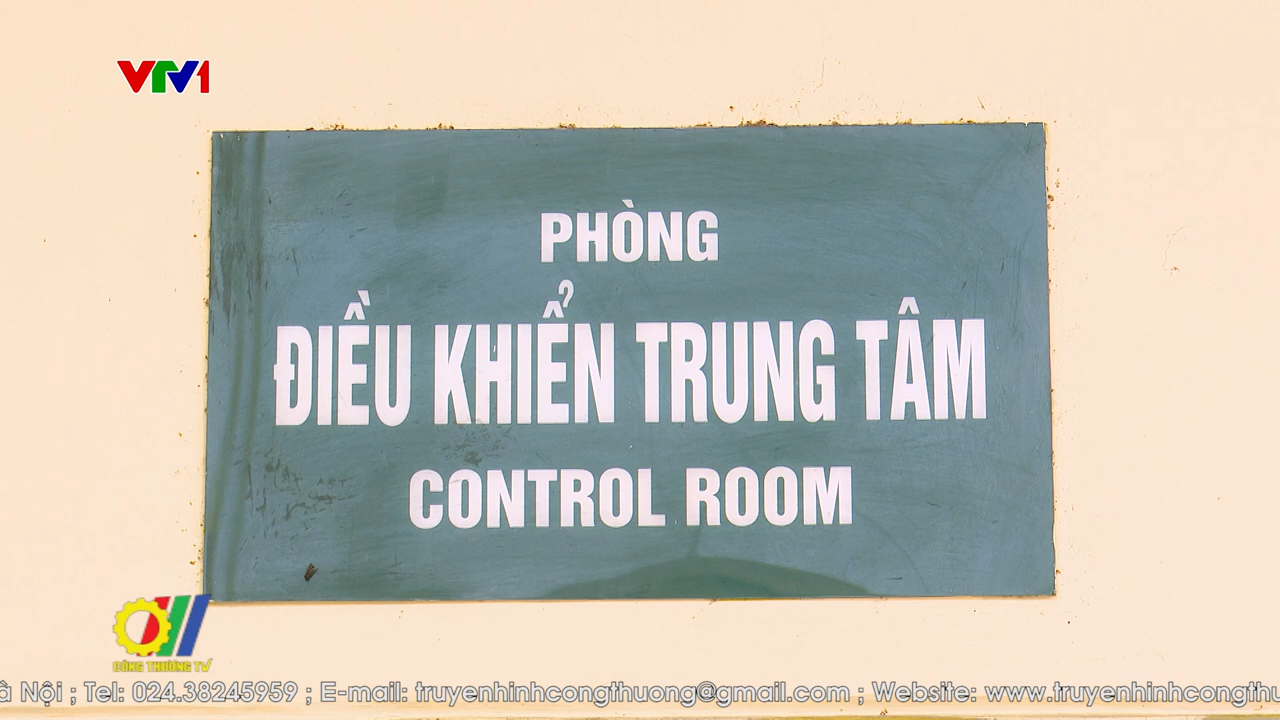 VTV1
PHÒNG
ĐIỀU KHIỂN TRUNG TÂM
CONTROL ROOM
CÔNG THƯƠNG TV
Nội ; Tel: 024.38245959 ; E-mail: truyenhinhcongthuong@gmail.com ; Website: www.truyenhinhcongthu